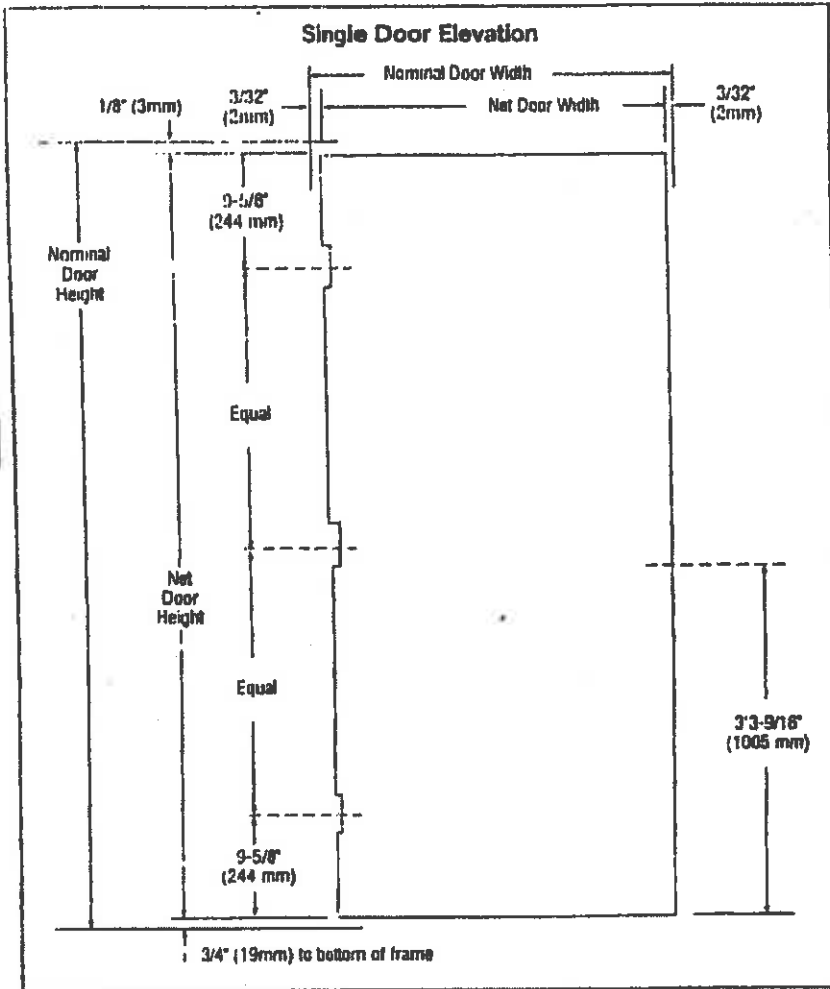 Single Door Elevation
Nominal Door Width
1/8" (3mm)
3/32"
(2mm)
Net Door Width
3/32"
(2mm)
9-5/8"
(244 mm)
Nominal
Door
Height
Equal
Net
Door
Height
Equal
3'3-9/16"
(1005 mm)
9-5/8"
(244 mm)
3/4" (19mm) to bottom of frame